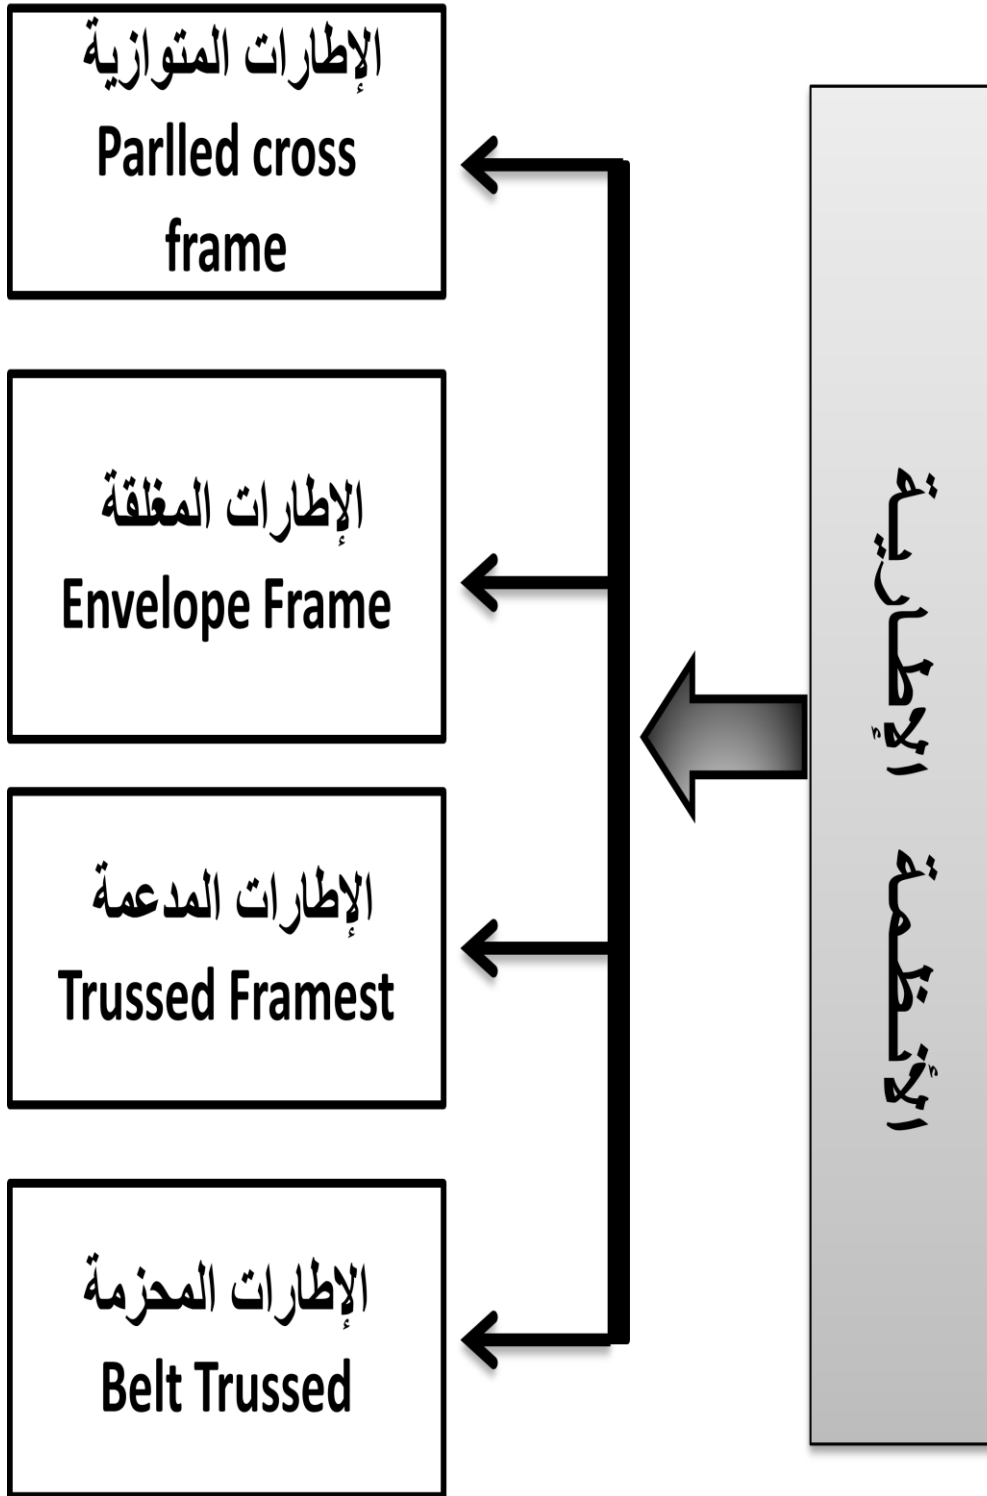 الأنظمة الإطارية
الإطارات المتوازية
Parlled cross
frame
الإطارات المغلقة
Envelope Frame
الإطارات المدعمة
Trussed Framest
الإطارات المحزمة
Belt Trussed